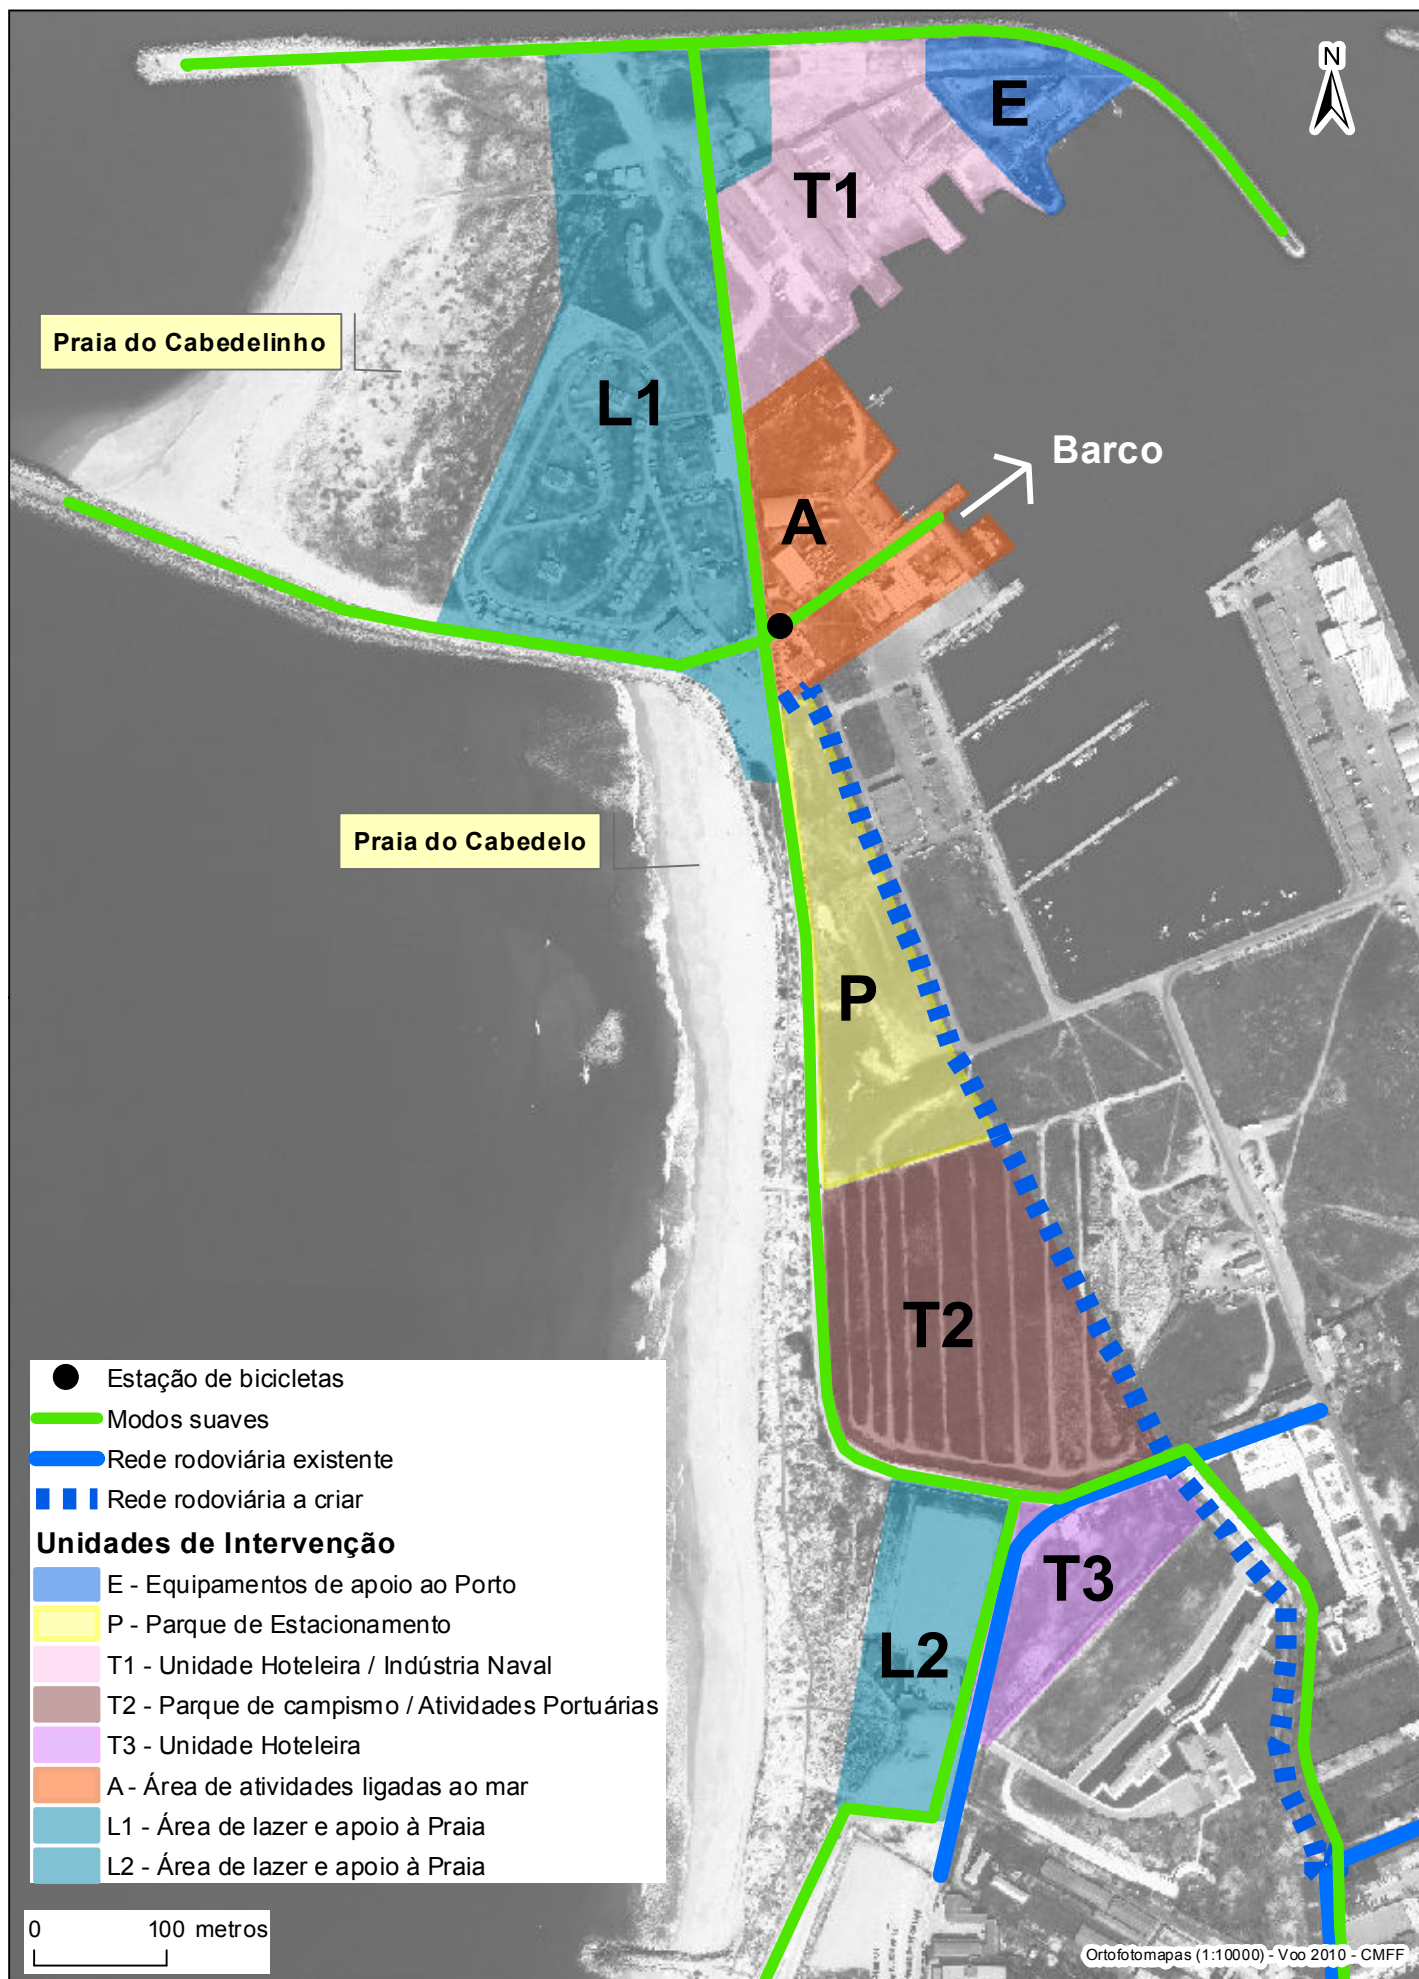 N
E
T1
Praia do Cabedelinho
L1
Barco
A
Praia do Cabedelo
P
T2
T3
L2
Estação de bicicletas
Modos suaves
Rede rodoviária existente
Rede rodoviária a criar
Unidades de Intervenção
E - Equipamentos de apoio ao Porto
P - Parque de Estacionamento
T1 - Unidade Hoteleira / Indústria Naval
T2 - Parque de campismo / Atividades Portuárias
T3 - Unidade Hoteleira
A - Área de atividades ligadas ao mar
L1 - Área de lazer e apoio à Praia
L2 - Área de lazer e apoio à Praia
0 100 metros
Ortofotomapas (1:10000) - Voo 2010 - CMFF